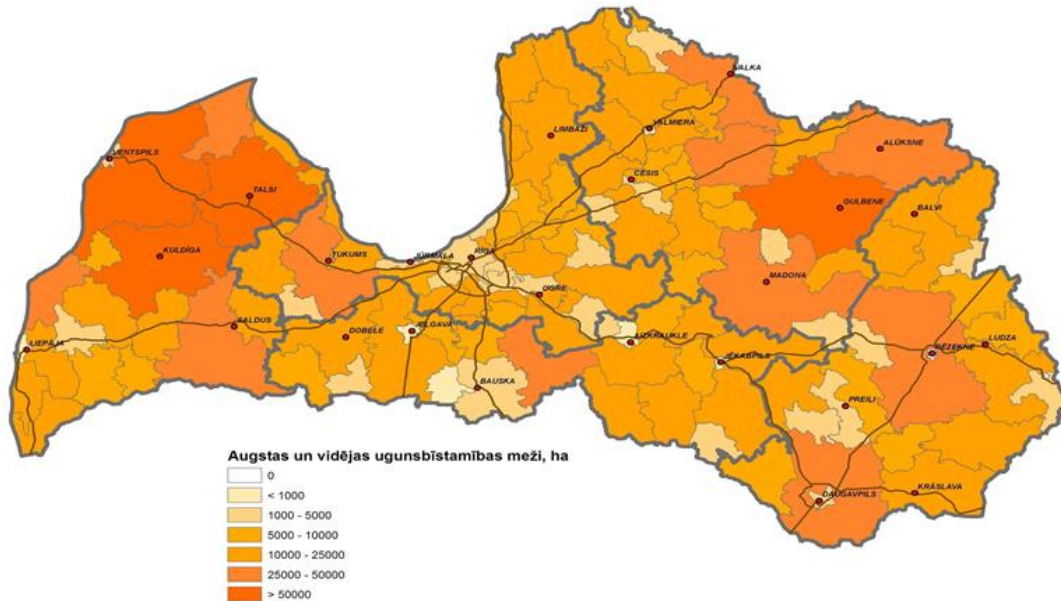 VALKA
VALMIERA
LIMBAŽI
ALŪKSNE
VENTSPILS
CĒSIS
TALSI
GULBENE
BALVI
KULDĪGA
TUKUMS
JŪRMALA
RĪGA
MADONA
OGRE
SALDUS
DOBELE
JELGAVA
AIZKRAUKLE
LIEPĀJA
JĒKABPILS
RĒZEKNE
LUDZA
BAUSKA
PREIĻI
Augstas un vidējas ugunsbīstamības meži, ha
0
< 1000
1000 - 5000
5000 - 10000
10000 - 25000
25000 - 50000
> 50000
DAUGAVPILS
KRĀSLAVA